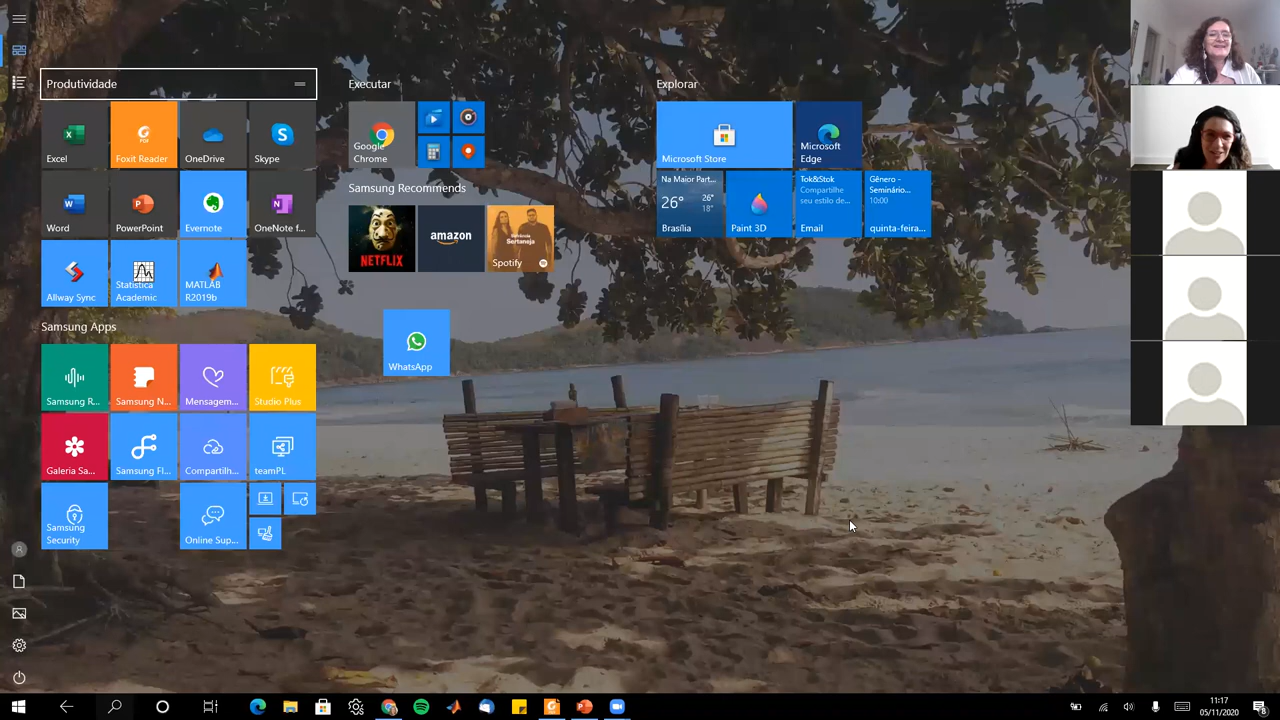 Produtividade
Excel
Foxit Reader
OneDrive
Skype
Word
PowerPoint
Evernote
OneNote f...
Allway Sync
Statistica Academic
MATLAB R2019b
Samsung Apps
Samsung R...
Samsung N...
Mensagem...
Studio Plus
Galeria Sa...
Samsung Fl...
Compartilh...
teamPL
Samsung Security
Online Sup...
Executar
Google Chrome
Samsung Recommends
NETFLIX
amazon
Sertaneja
Spotify
WhatsApp
Explorar
Microsoft Store
Microsoft Edge
Na Maior Part...
26°
26°
18°
Brasília
Paint 3D
Tok&Stok
Compartilhe
seu estilo de...
Email
Gênero -
Seminário...
10:00
quinta-feira...
11:17
05/11/2020